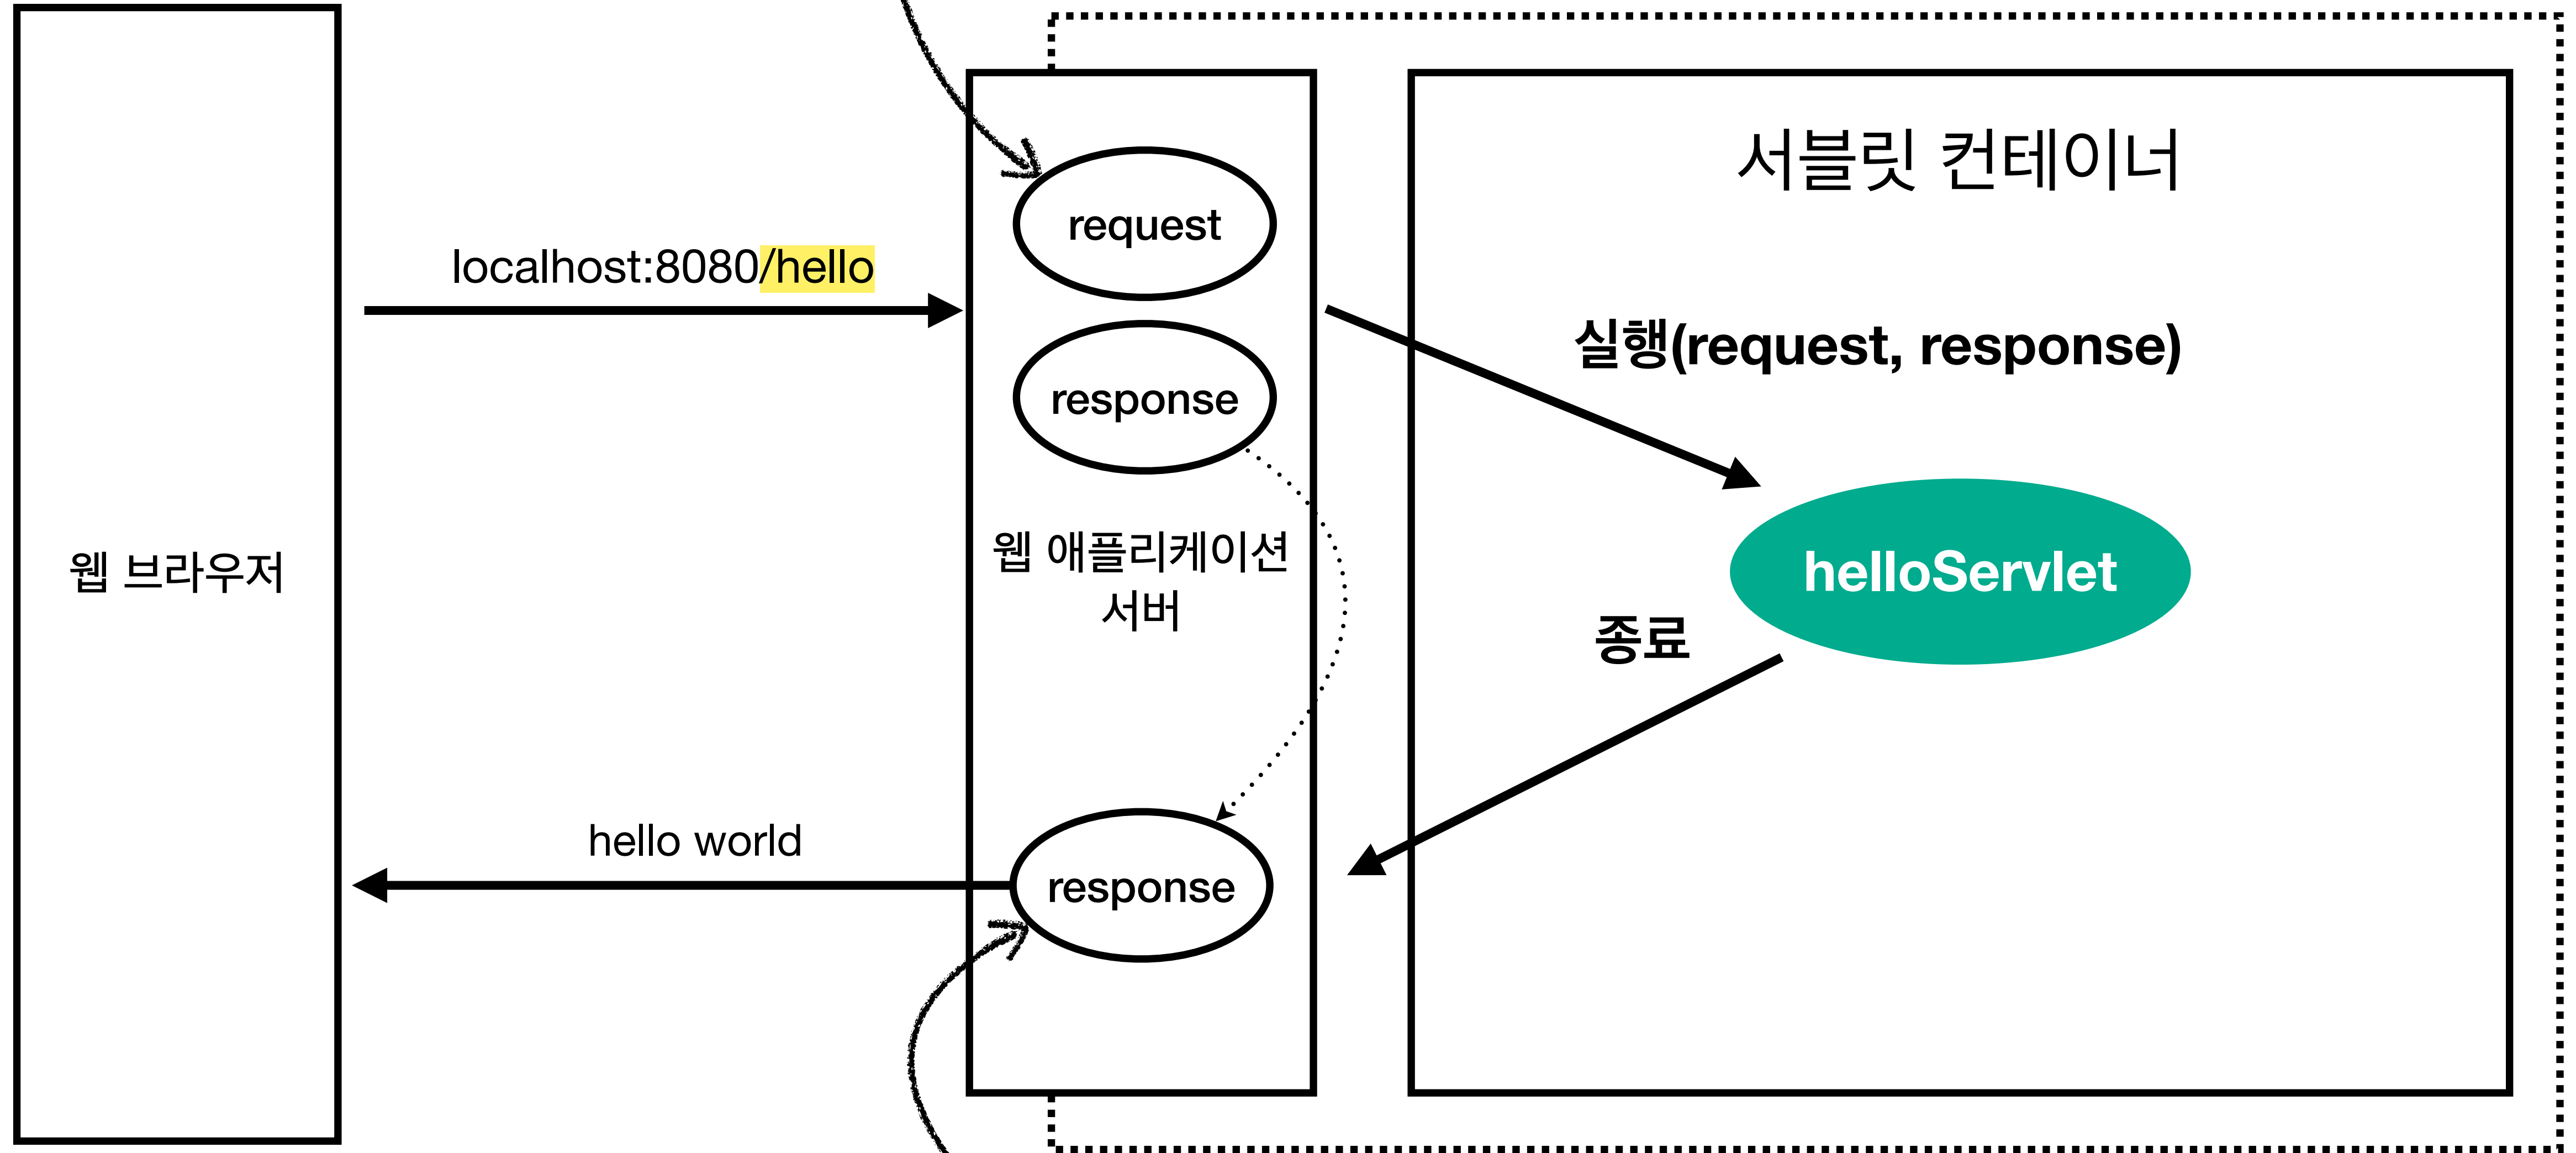 웹 브라우저
localhost:8080/hello
hello world
request
response
웹 애플리케이션
서버
response
서블릿 컨테이너
실행(request, response)
helloServlet
종료